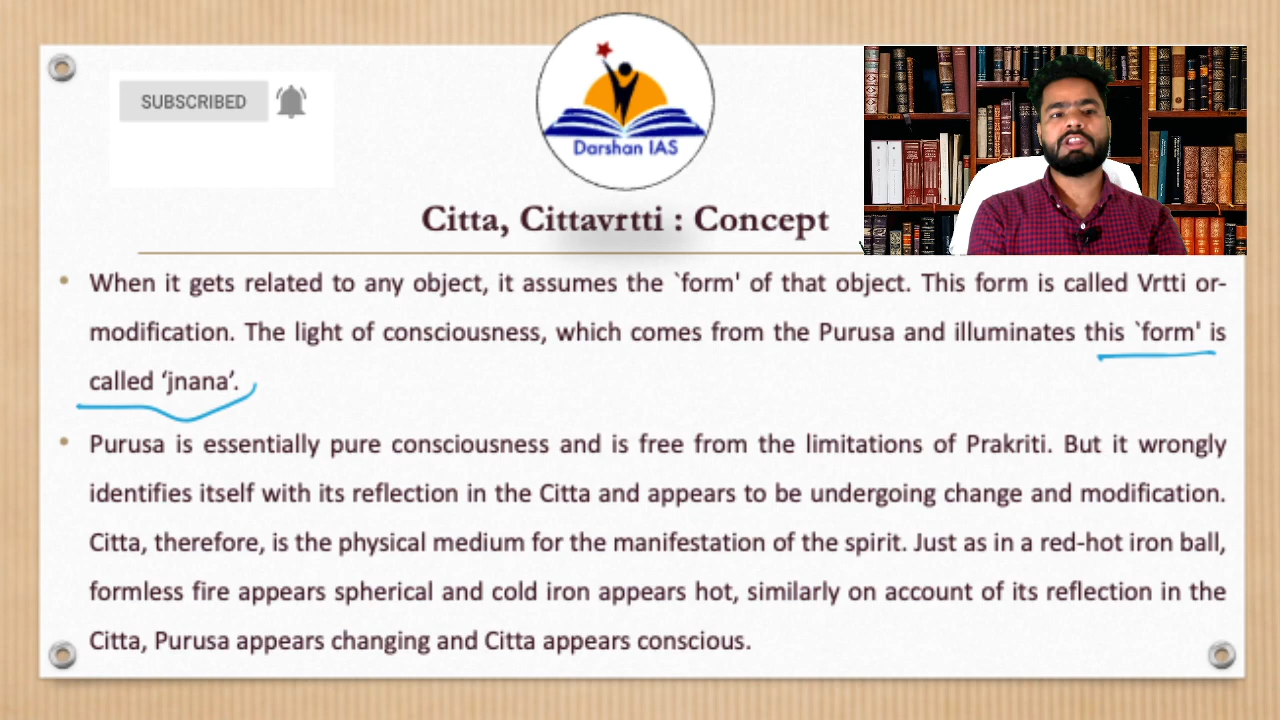 SUBSCRIBED
Darshan IAS
Citta, Cittavrtti : Concept
• When it gets related to any object, it assumes the `form' of that object. This form is called Vrtti or-
modification. The light of consciousness, which comes from the Purusa and illuminates this `form' is
called ‘jnana’.
• Purusa is essentially pure consciousness and is free from the limitations of Prakriti. But it wrongly
identifies itself with its reflection in the Citta and appears to be undergoing change and modification.
Citta, therefore, is the physical medium for the manifestation of the spirit. Just as in a red-hot iron ball,
formless fire appears spherical and cold iron appears hot, similarly on account of its reflection in the
Citta, Purusa appears changing and Citta appears conscious.